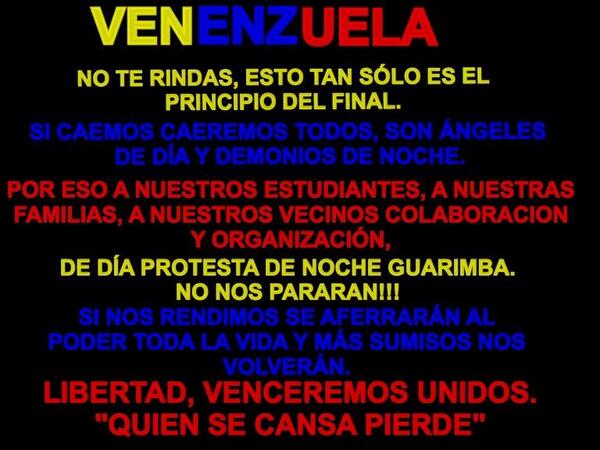 VENENZUELA
NO TE RINDAS, ESTO TAN SÓLO ES EL
PRINCIPIO DEL FINAL.
SI CAEMOS CAEREMOS TODOS, SON ÁNGELES
DE DÍA Y DEMONIOS DE NOCHE.
POR ESO A NUESTROS ESTUDIANTES, A NUESTRAS
FAMILIAS, A NUESTROS VECINOS COLABORACION
Y ORGANIZACIÓN,
DE DÍA PROTESTA DE NOCHE GUARIMBA.
NO NOS PARARAN!!!
SI NOS RENDIMOS SE AFERRARÁN AL
PODER TODA LA VIDA Y MÁS SUMISOS NOS
VOLVERÁN.
LIBERTAD, VENCEREMOS UNIDOS.
"QUIEN SE CANSA PIERDE"